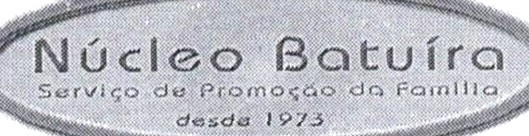 Núcleo Batuíra
Serviço de Promoção da Família
desde 1973